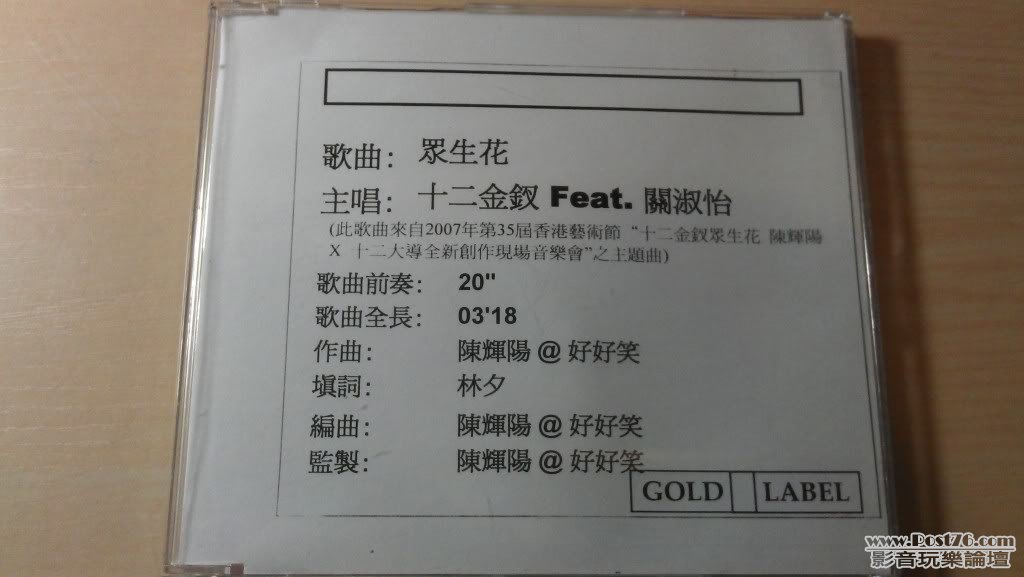 歌曲: 眾生花
主唱: 十二金釵 Feat. 關淑怡
(此歌曲來自2007年第35屆香港藝術節 “十二金釵眾生花 陳輝陽
X 十二大導全新創作現場音樂會”之主題曲)
歌曲前奏: 20"
歌曲全長: 03'18
作曲: 陳輝陽 @ 好好笑
填詞: 林夕
編曲: 陳輝陽 @ 好好笑
監製: 陳輝陽 @ 好好笑
GOLD LABEL
www.Post76.com
影音玩樂論壇